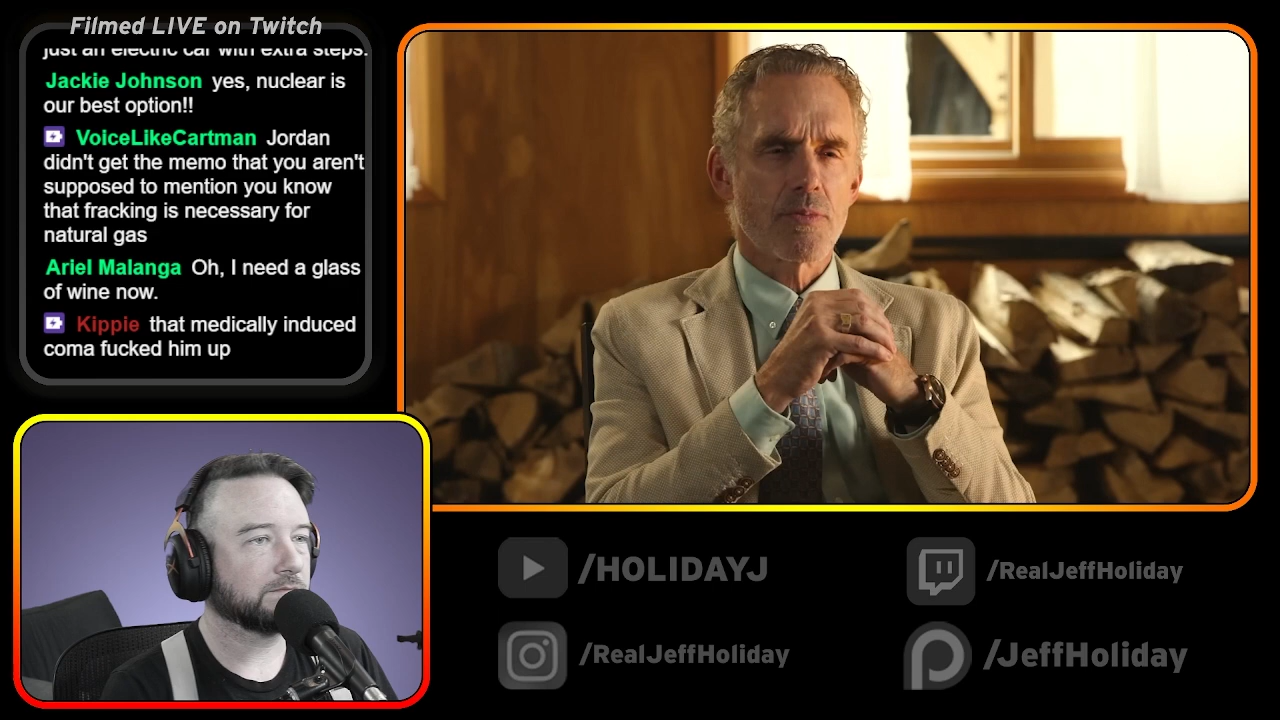 Filmed LIVE on Twitch
just an electric car with extra steps.
Jackie Johnson yes, nuclear is
our best option!!
VoiceLikeCartman Jordan
didn't get the memo that you aren't
supposed to mention you know
that fracking is necessary for
natural gas
Ariel Malanga Oh, I need a glass
of wine now.
Kippie that medically induced
coma fucked him up
/HOLIDAYJ
/RealJeffHoliday
/RealJeffHoliday
/JeffHoliday